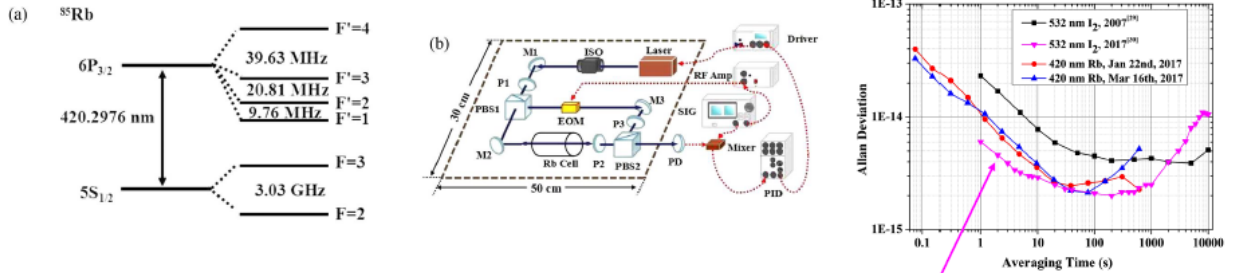 (a)
⁸⁵Rb
6P₃/₂
420.2976 nm
5S₁/₂
F'=4
39.63 MHz
F'=3
20.81 MHz
F'=2
9.76 MHz
F'=1
F=3
3.03 GHz
F=2
(b)
M1
ISO
Laser
Driver
P1
RF Amp
PBS1
EOM
M3
SIG
30 cm
P3
M2
Rb Cell
P2
PBS2
PD
Mixer
50 cm
PID
1E-13
532 nm I₂, 2007[29]
532 nm I₂, 2017[30]
420 nm Rb, Jan 22nd, 2017
420 nm Rb, Mar 16th, 2017
Allan Deviation
1E-14
1E-15
0.1 1 10 100 1000 10000
Averaging Time (s)